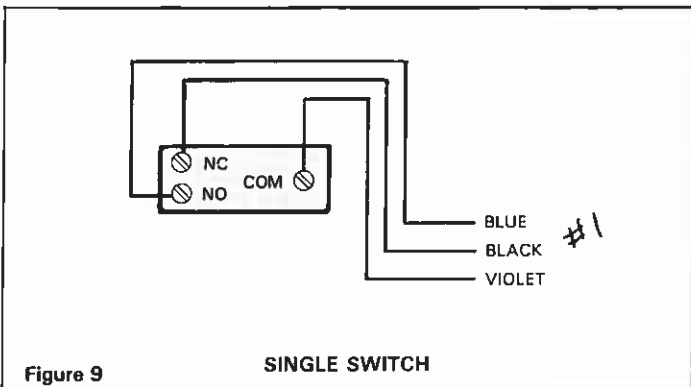 NC
COM
NO
BLUE
BLACK
#1
VIOLET
Figure 9
SINGLE SWITCH